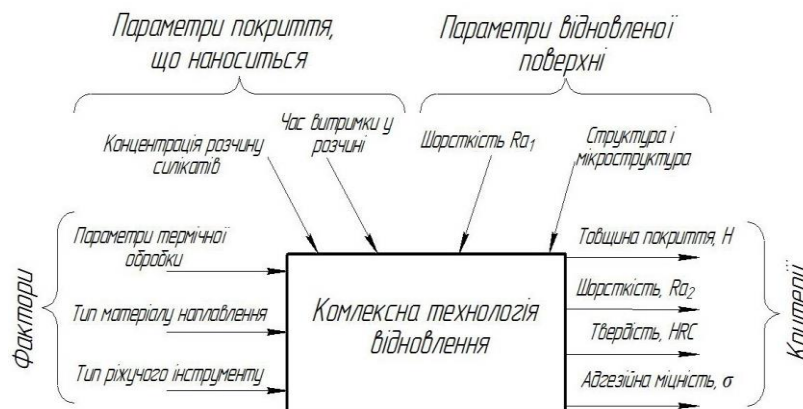 Параметри покриття,
що наноситься
Параметри відновленої
поверхні
Концентрація розчину
силікатів
Час витримки у
розчині
Шорсткість Ra₁
Структура і
мікроструктура
Фактори
Параметри термічної
обробки
Тип матеріалу наплавлення
Тип ріжучого інструменту
Комлексна технологія
відновлення
Товщина покриття, H
Шорсткість, Ra₂
Твердість, HRC
Адгезійна міцність, σ
Критерії